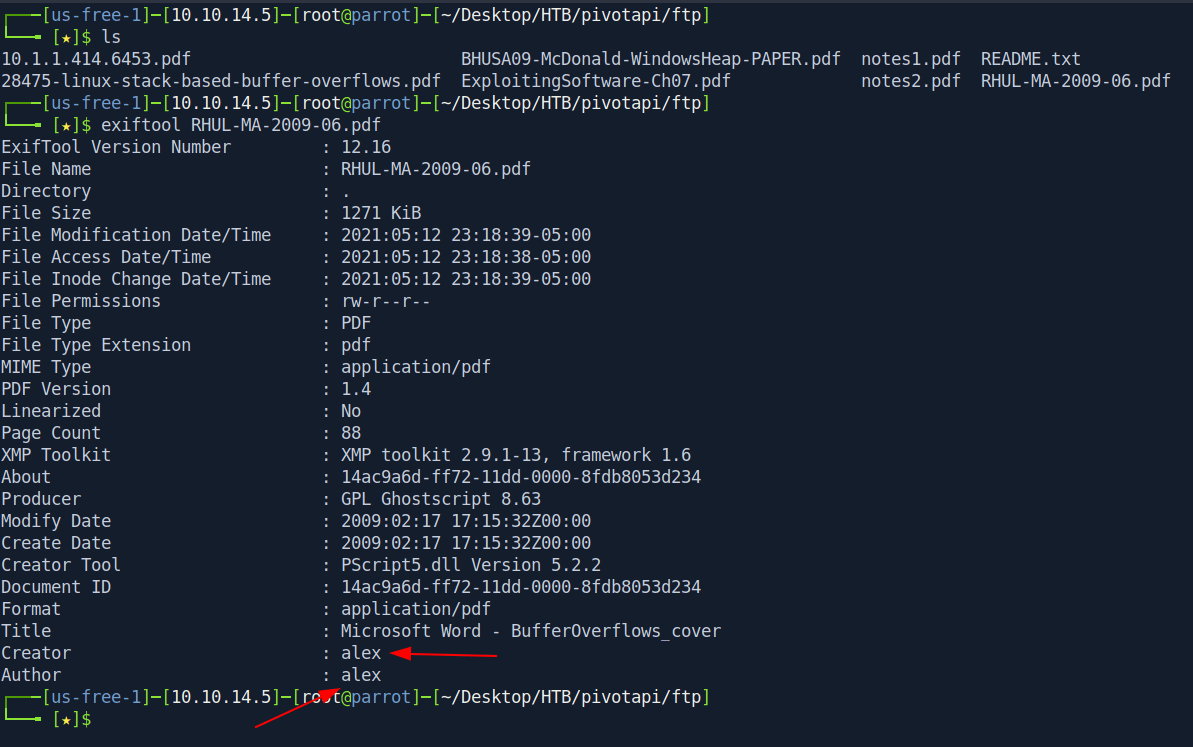 ┌──[us-free-1]─[10.10.14.5]─[root@parrot]─[~/Desktop/HTB/pivotapi/ftp]
└──╼ [★]$ ls
10.1.1.414.6453.pdf                           BHUSA09-McDonald-WindowsHeap-PAPER.pdf  notes1.pdf  README.txt
28475-linux-stack-based-buffer-overflows.pdf  ExploitingSoftware-Ch07.pdf             notes2.pdf  RHUL-MA-2009-06.pdf
┌──[us-free-1]─[10.10.14.5]─[root@parrot]─[~/Desktop/HTB/pivotapi/ftp]
└──╼ [★]$ exiftool RHUL-MA-2009-06.pdf
ExifTool Version Number         : 12.16
File Name                       : RHUL-MA-2009-06.pdf
Directory                       : .
File Size                       : 1271 KiB
File Modification Date/Time     : 2021:05:12 23:18:39-05:00
File Access Date/Time           : 2021:05:12 23:18:38-05:00
File Inode Change Date/Time     : 2021:05:12 23:18:39-05:00
File Permissions                : rw-r--r--
File Type                       : PDF
File Type Extension             : pdf
MIME Type                       : application/pdf
PDF Version                     : 1.4
Linearized                      : No
Page Count                      : 88
XMP Toolkit                     : XMP toolkit 2.9.1-13, framework 1.6
About                           : 14ac9a6d-ff72-11dd-0000-8fdb8053d234
Producer                        : GPL Ghostscript 8.63
Modify Date                     : 2009:02:17 17:15:32Z00:00
Create Date                     : 2009:02:17 17:15:32Z00:00
Creator Tool                    : PScript5.dll Version 5.2.2
Document ID                     : 14ac9a6d-ff72-11dd-0000-8fdb8053d234
Format                          : application/pdf
Title                           : Microsoft Word - BufferOverflows_cover
Creator                         : alex
Author                          : alex
┌──[us-free-1]─[10.10.14.5]─[root@parrot]─[~/Desktop/HTB/pivotapi/ftp]
└──╼ [★]$